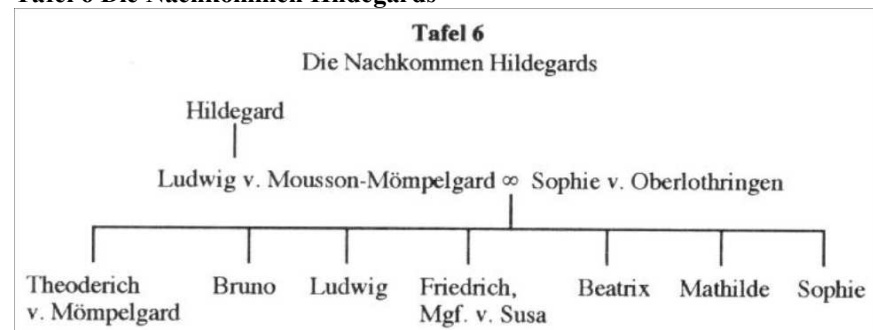 Tafel 6 Die Nachkommen Hildegards
Tafel 6
Die Nachkommen Hildegards
Hildegard
Ludwig v. Mousson-Mömpelgard ∞ Sophie v. Oberlothringen
Theoderich
v. Mömpelgard
Bruno
Ludwig
Friedrich,
Mgf. v. Susa
Beatrix
Mathilde
Sophie